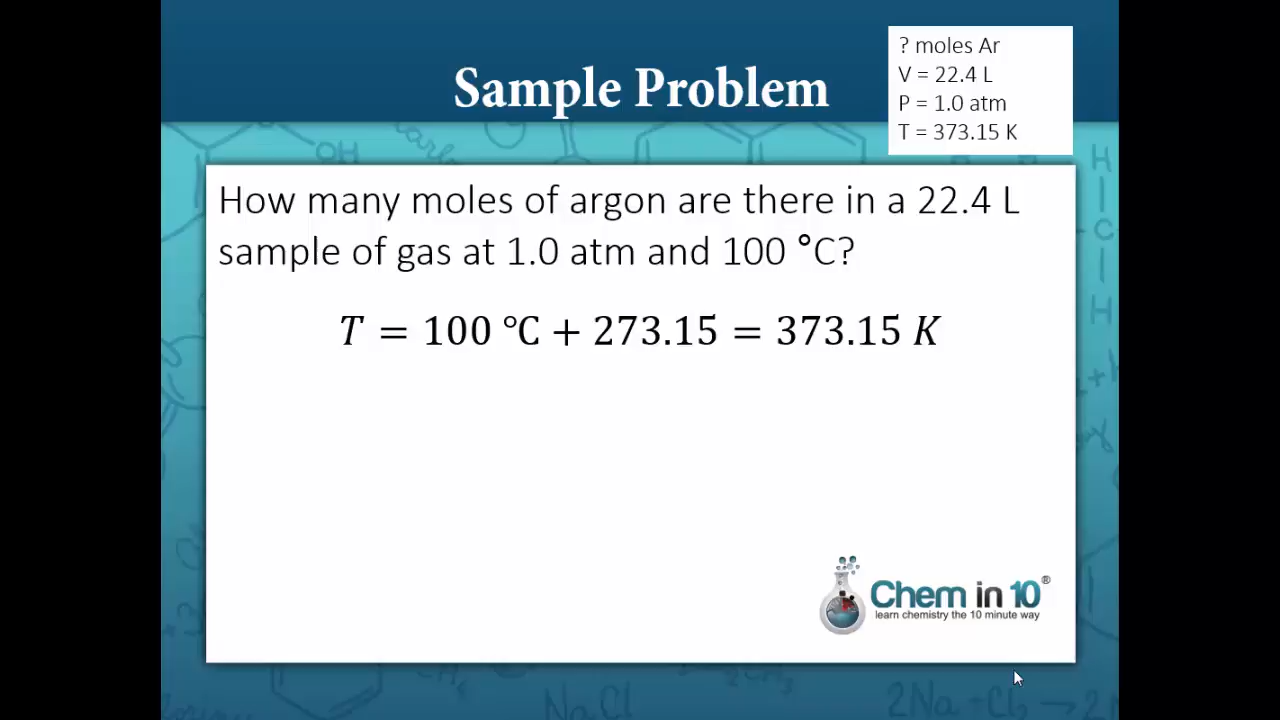 Sample Problem
? moles Ar
V = 22.4 L
P = 1.0 atm
T = 373.15 K
How many moles of argon are there in a 22.4 L
sample of gas at 1.0 atm and 100 °C?
T = 100 ℃ + 273.15 = 373.15 K
Chem in 10®
learn chemistry the 10 minute way
OH
H
C
H
NaCl